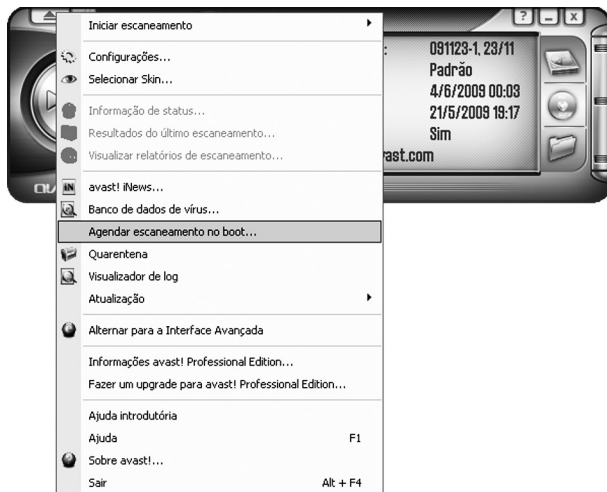 Iniciar escaneamento
Configurações...
Selecionar Skin...
Informação de status...
Resultados do último escaneamento...
Visualizar relatórios de escaneamento...
avast! iNews...
Banco de dados de vírus...
Agendar escaneamento no boot...
Quarentena
Visualizador de log
Atualização
Alternar para a Interface Avançada
Informações avast! Professional Edition...
Fazer um upgrade para avast! Professional Edition...
Ajuda introdutória
Ajuda F1
Sobre avast!...
Sair Alt + F4
? _ X
: 091123-1, 23/11
Padrão
4/6/2009 00:03
21/5/2009 19:17
Sim
vast.com